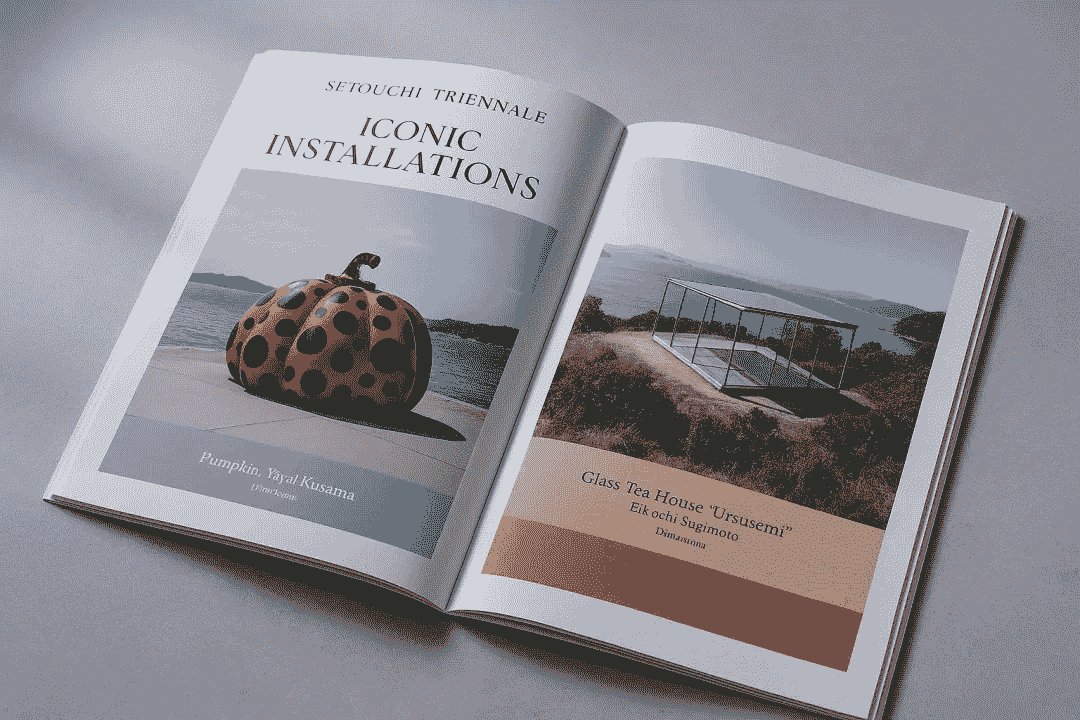 SETOUCHI TRIENNALE
ICONIC
INSTALLATIONS
Pumpkin, Yayal Kusama
Glass Tea House 'Ursusemi"
Eik ochi Sugimoto